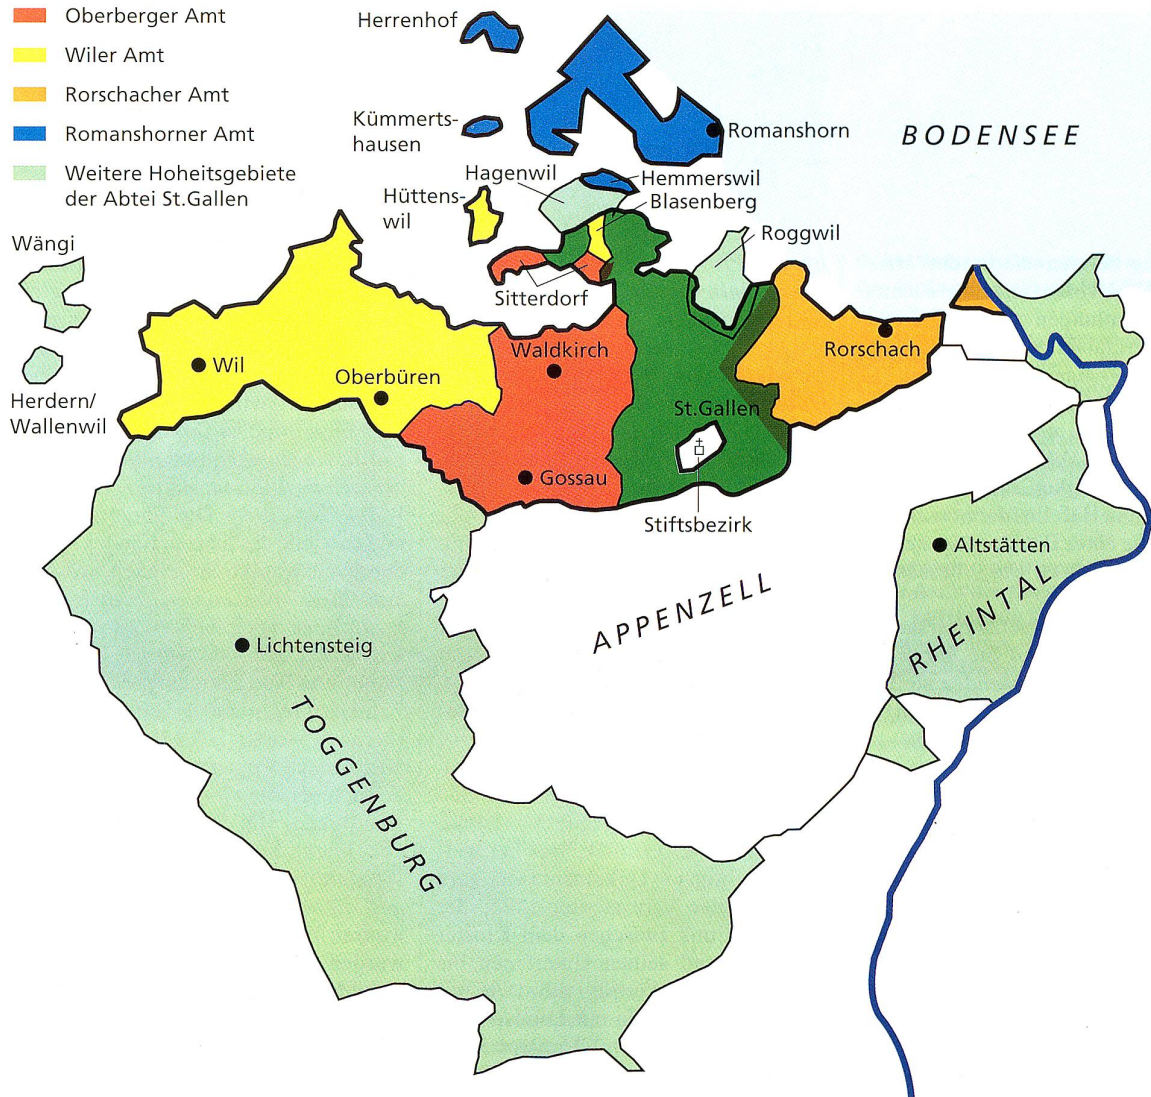 Oberberger Amt
Wiler Amt
Rorschacher Amt
Romanshorner Amt
Weitere Hoheitsgebiete
der Abtei St.Gallen
Herrenhof
Kümmerts-
hausen
Romanshorn
BODENSEE
Hagenwil
Hemmerswil
Hüttens-
wil
Blasenberg
Roggwil
Wängi
Sitterdorf
Wil
Waldkirch
Rorschach
Oberbüren
Herdern/
Wallenwil
St.Gallen
Gossau
Stiftsbezirk
Altstätten
APPENZELL
RHEINTAL
Lichtensteig
TOGGENBURG